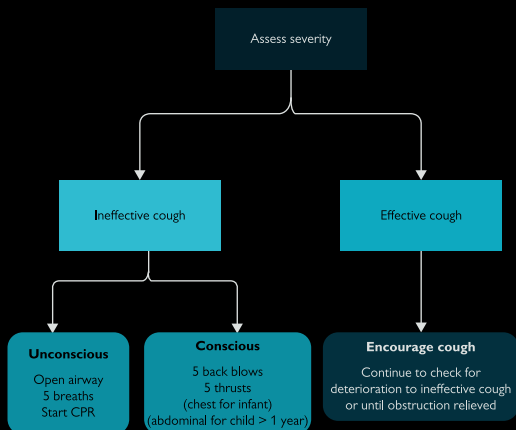 Assess severity
Ineffective cough
Effective cough
Unconscious
Open airway
5 breaths
Start CPR
Conscious
5 back blows
5 thrusts
(chest for infant)
(abdominal for child > 1 year)
Encourage cough
Continue to check for
deterioration to ineffective cough
or until obstruction relieved